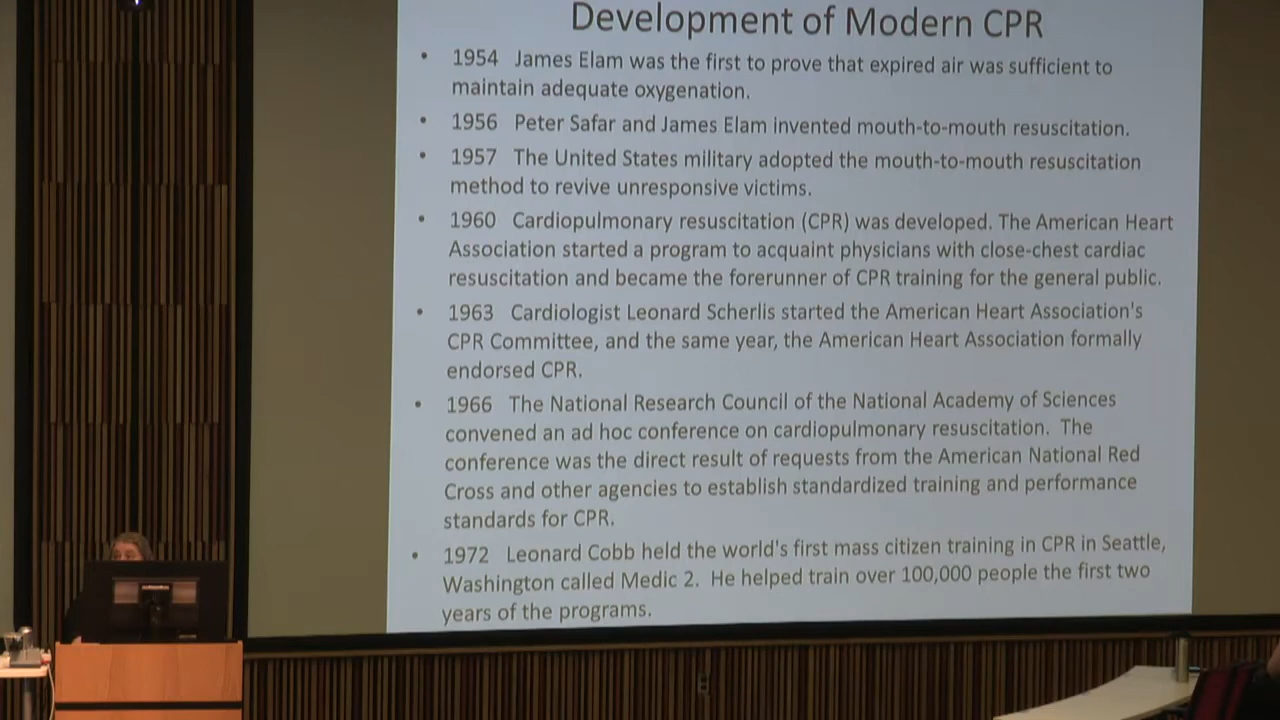 Development of Modern CPR
• 1954 James Elam was the first to prove that expired air was sufficient to
maintain adequate oxygenation.
• 1956 Peter Safar and James Elam invented mouth-to-mouth resuscitation.
• 1957 The United States military adopted the mouth-to-mouth resuscitation
method to revive unresponsive victims.
• 1960 Cardiopulmonary resuscitation (CPR) was developed. The American Heart
Association started a program to acquaint physicians with close-chest cardiac
resuscitation and became the forerunner of CPR training for the general public.
• 1963 Cardiologist Leonard Scherlis started the American Heart Association's
CPR Committee, and the same year, the American Heart Association formally
endorsed CPR.
• 1966 The National Research Council of the National Academy of Sciences
convened an ad hoc conference on cardiopulmonary resuscitation. The
conference was the direct result of requests from the American National Red
Cross and other agencies to establish standardized training and performance
standards for CPR.
• 1972 Leonard Cobb held the world's first mass citizen training in CPR in Seattle,
Washington called Medic 2. He helped train over 100,000 people the first two
years of the programs.